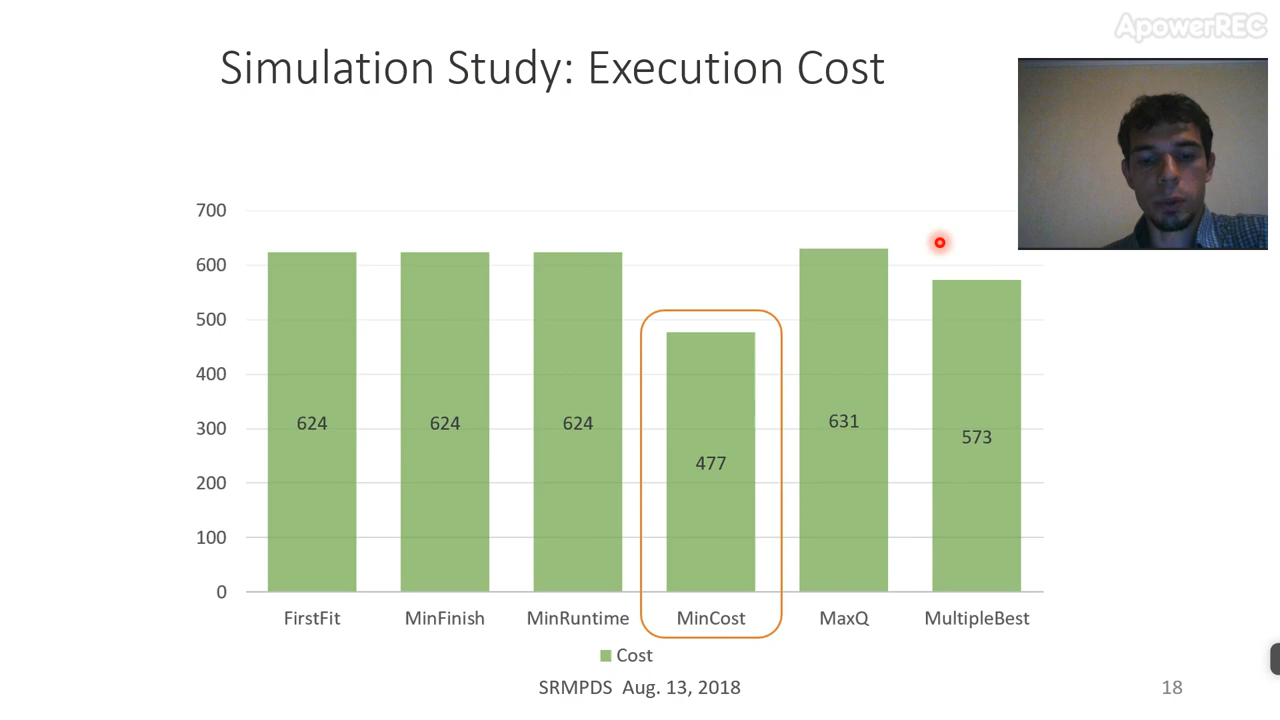 ApowerREC
Simulation Study: Execution Cost
700
600
500
400
300
200
100
0
624
624
624
477
631
573
FirstFit
MinFinish
MinRuntime
MinCost
MaxQ
MultipleBest
Cost
SRMPDS Aug. 13, 2018
18